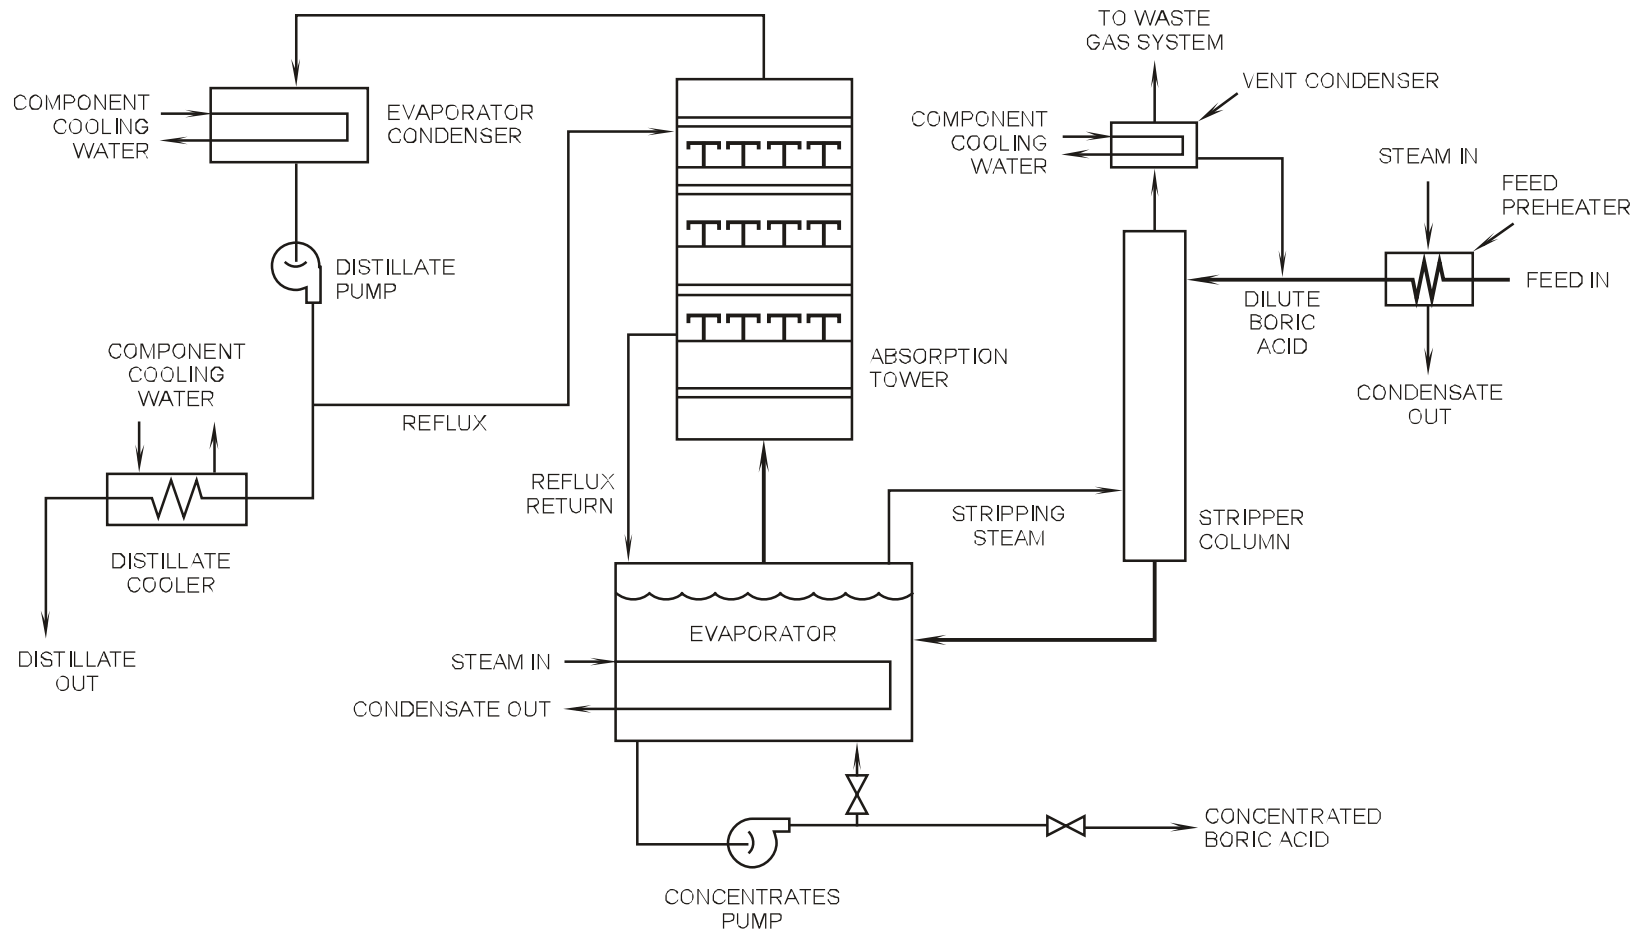 TO WASTE
GAS SYSTEM
VENT CONDENSER
COMPONENT
COOLING
WATER
EVAPORATOR
CONDENSER
COMPONENT
COOLING
WATER
STEAM IN
FEED
PREHEATER
DISTILLATE
PUMP
FEED IN
DILUTE
BORIC
ACID
COMPONENT
COOLING
WATER
ABSORPTION
TOWER
CONDENSATE
OUT
REFLUX
REFLUX
RETURN
STRIPPING
STEAM
STRIPPER
COLUMN
DISTILLATE
COOLER
EVAPORATOR
DISTILLATE
OUT
STEAM IN
CONDENSATE OUT
CONCENTRATED
BORIC ACID
CONCENTRATES
PUMP